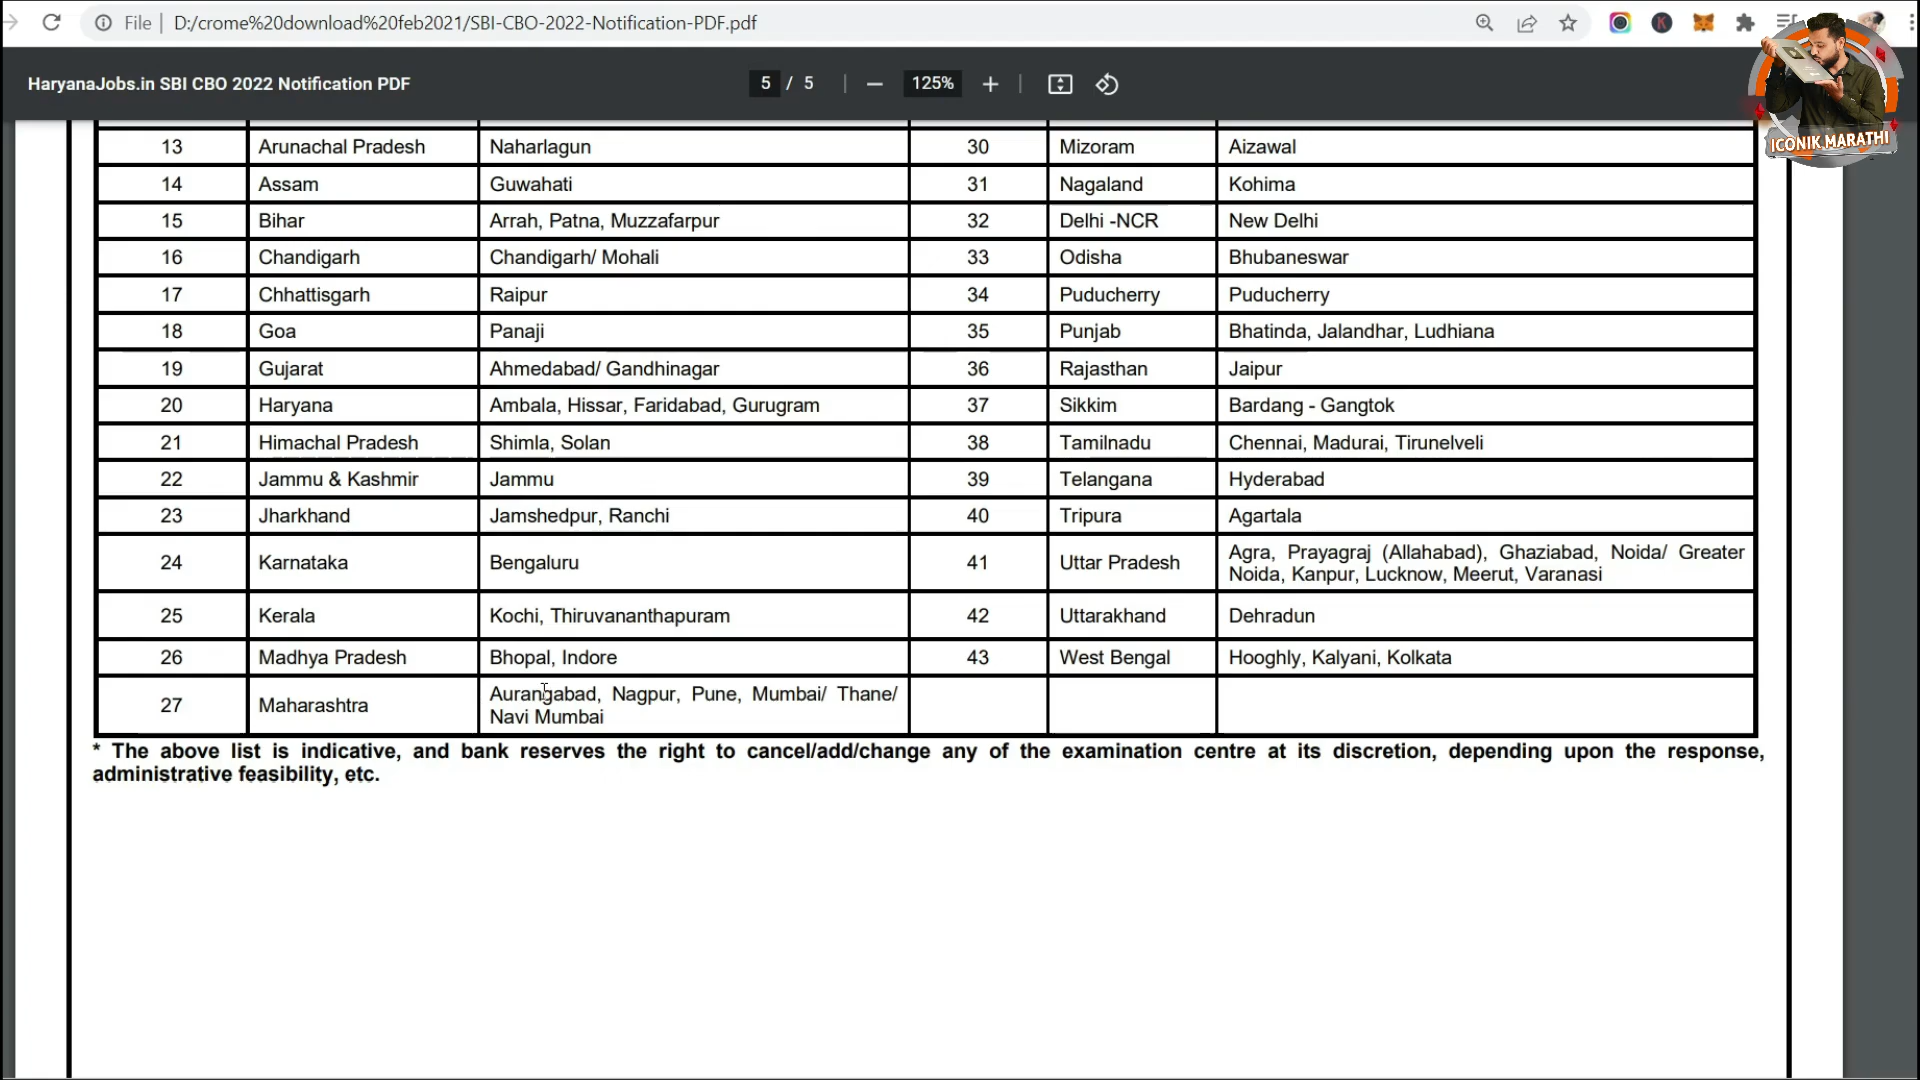 File
D:/crome%20download%20feb2021/SBI-CBO-2022-Notification-PDF.pdf
HaryanaJobs.in SBI CBO 2022 Notification PDF
5 / 5
125%
ICONIK MARATHI
13 Arunachal Pradesh Naharlagun 30 Mizoram Aizawal
14 Assam Guwahati 31 Nagaland Kohima
15 Bihar Arrah, Patna, Muzzafarpur 32 Delhi -NCR New Delhi
16 Chandigarh Chandigarh/ Mohali 33 Odisha Bhubaneswar
17 Chhattisgarh Raipur 34 Puducherry Puducherry
18 Goa Panaji 35 Punjab Bhatinda, Jalandhar, Ludhiana
19 Gujarat Ahmedabad/ Gandhinagar 36 Rajasthan Jaipur
20 Haryana Ambala, Hissar, Faridabad, Gurugram 37 Sikkim Bardang - Gangtok
21 Himachal Pradesh Shimla, Solan 38 Tamilnadu Chennai, Madurai, Tirunelveli
22 Jammu & Kashmir Jammu 39 Telangana Hyderabad
23 Jharkhand Jamshedpur, Ranchi 40 Tripura Agartala
24 Karnataka Bengaluru 41 Uttar Pradesh Agra, Prayagraj (Allahabad), Ghaziabad, Noida/ Greater
Noida, Kanpur, Lucknow, Meerut, Varanasi
25 Kerala Kochi, Thiruvananthapuram 42 Uttarakhand Dehradun
26 Madhya Pradesh Bhopal, Indore 43 West Bengal Hooghly, Kalyani, Kolkata
27 Maharashtra Aurangabad, Nagpur, Pune, Mumbai/ Thane/
Navi Mumbai
* The above list is indicative, and bank reserves the right to cancel/add/change any of the examination centre at its discretion, depending upon the response,
administrative feasibility, etc.